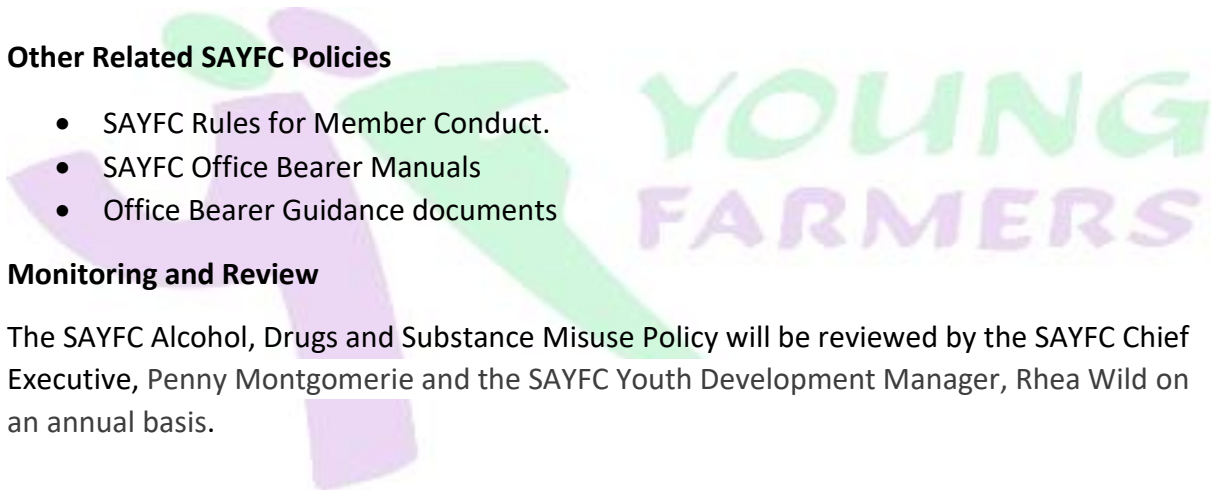 Other Related SAYFC Policies
YOUNG
• SAYFC Rules for Member Conduct.
• SAYFC Office Bearer Manuals
• Office Bearer Guidance documents
FARMERS
Monitoring and Review
The SAYFC Alcohol, Drugs and Substance Misuse Policy will be reviewed by the SAYFC Chief
Executive, Penny Montgomerie and the SAYFC Youth Development Manager, Rhea Wild on
an annual basis.